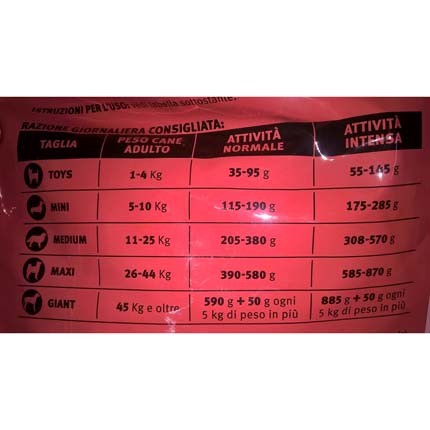 ISTRUZIONI PER L'USO: vedi tabella sottostante.
RAZIONE GIORNALIERA CONSIGLIATA:
TAGLIA PESO CANE ADULTO ATTIVITÀ NORMALE ATTIVITÀ INTENSA
TOYS 1-4 Kg 35-95 g 55-145 g
MINI 5-10 Kg 115-190 g 175-285 g
MEDIUM 11-25 Kg 205-380 g 308-570 g
MAXI 26-44 Kg 390-580 g 585-870 g
GIANT 45 Kg e oltre 590 g + 50 g ogni 5 kg di peso in più 885 g + 50 g ogni 5 kg di peso in più